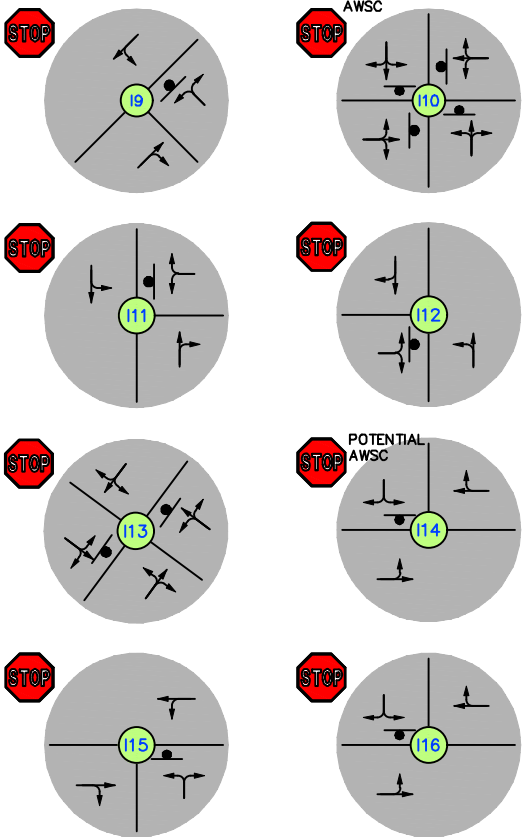 STOP
I9
AWSC
STOP
I10
STOP
I11
STOP
I12
STOP
I13
POTENTIAL
AWSC
STOP
I14
STOP
I15
STOP
I16